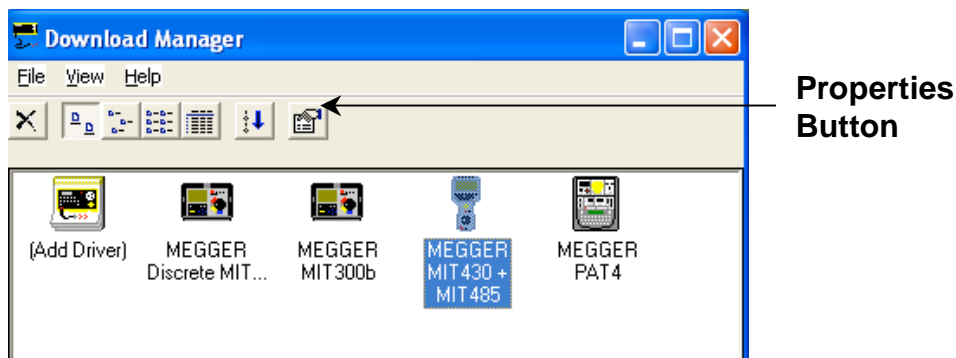 Download Manager
File View Help
Properties
Button
(Add Driver)
MEGGER
Discrete MIT...
MEGGER
MIT300b
MEGGER
MIT430 +
MIT485
MEGGER
PAT4